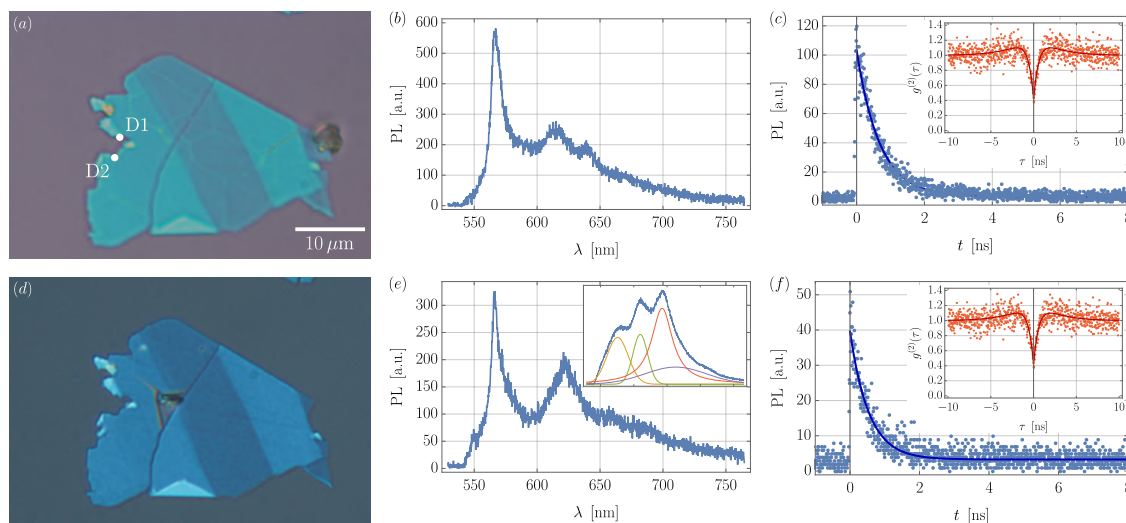 (a)
D1
D2
10 μm
(b)
600
500
400
300
200
100
0
PL [a.u.]
550 600 650 700 750
λ [nm]
(c)
120
100
80
60
40
20
0
PL [a.u.]
0 2 4 6 8
t [ns]
1.4
1.2
1.0
0.8
0.6
0.4
0.2
0.0
g(2)(τ)
−10 −5 0 5 10
τ [ns]
(d)
(e)
350
300
250
200
150
100
50
0
PL [a.u.]
550 600 650 700 750
λ [nm]
(f)
50
40
30
20
10
0
PL [a.u.]
0 2 4 6 8
t [ns]
1.4
1.2
1.0
0.8
0.6
0.4
0.2
0.0
g(2)(τ)
−10 −5 0 5 10
τ [ns]